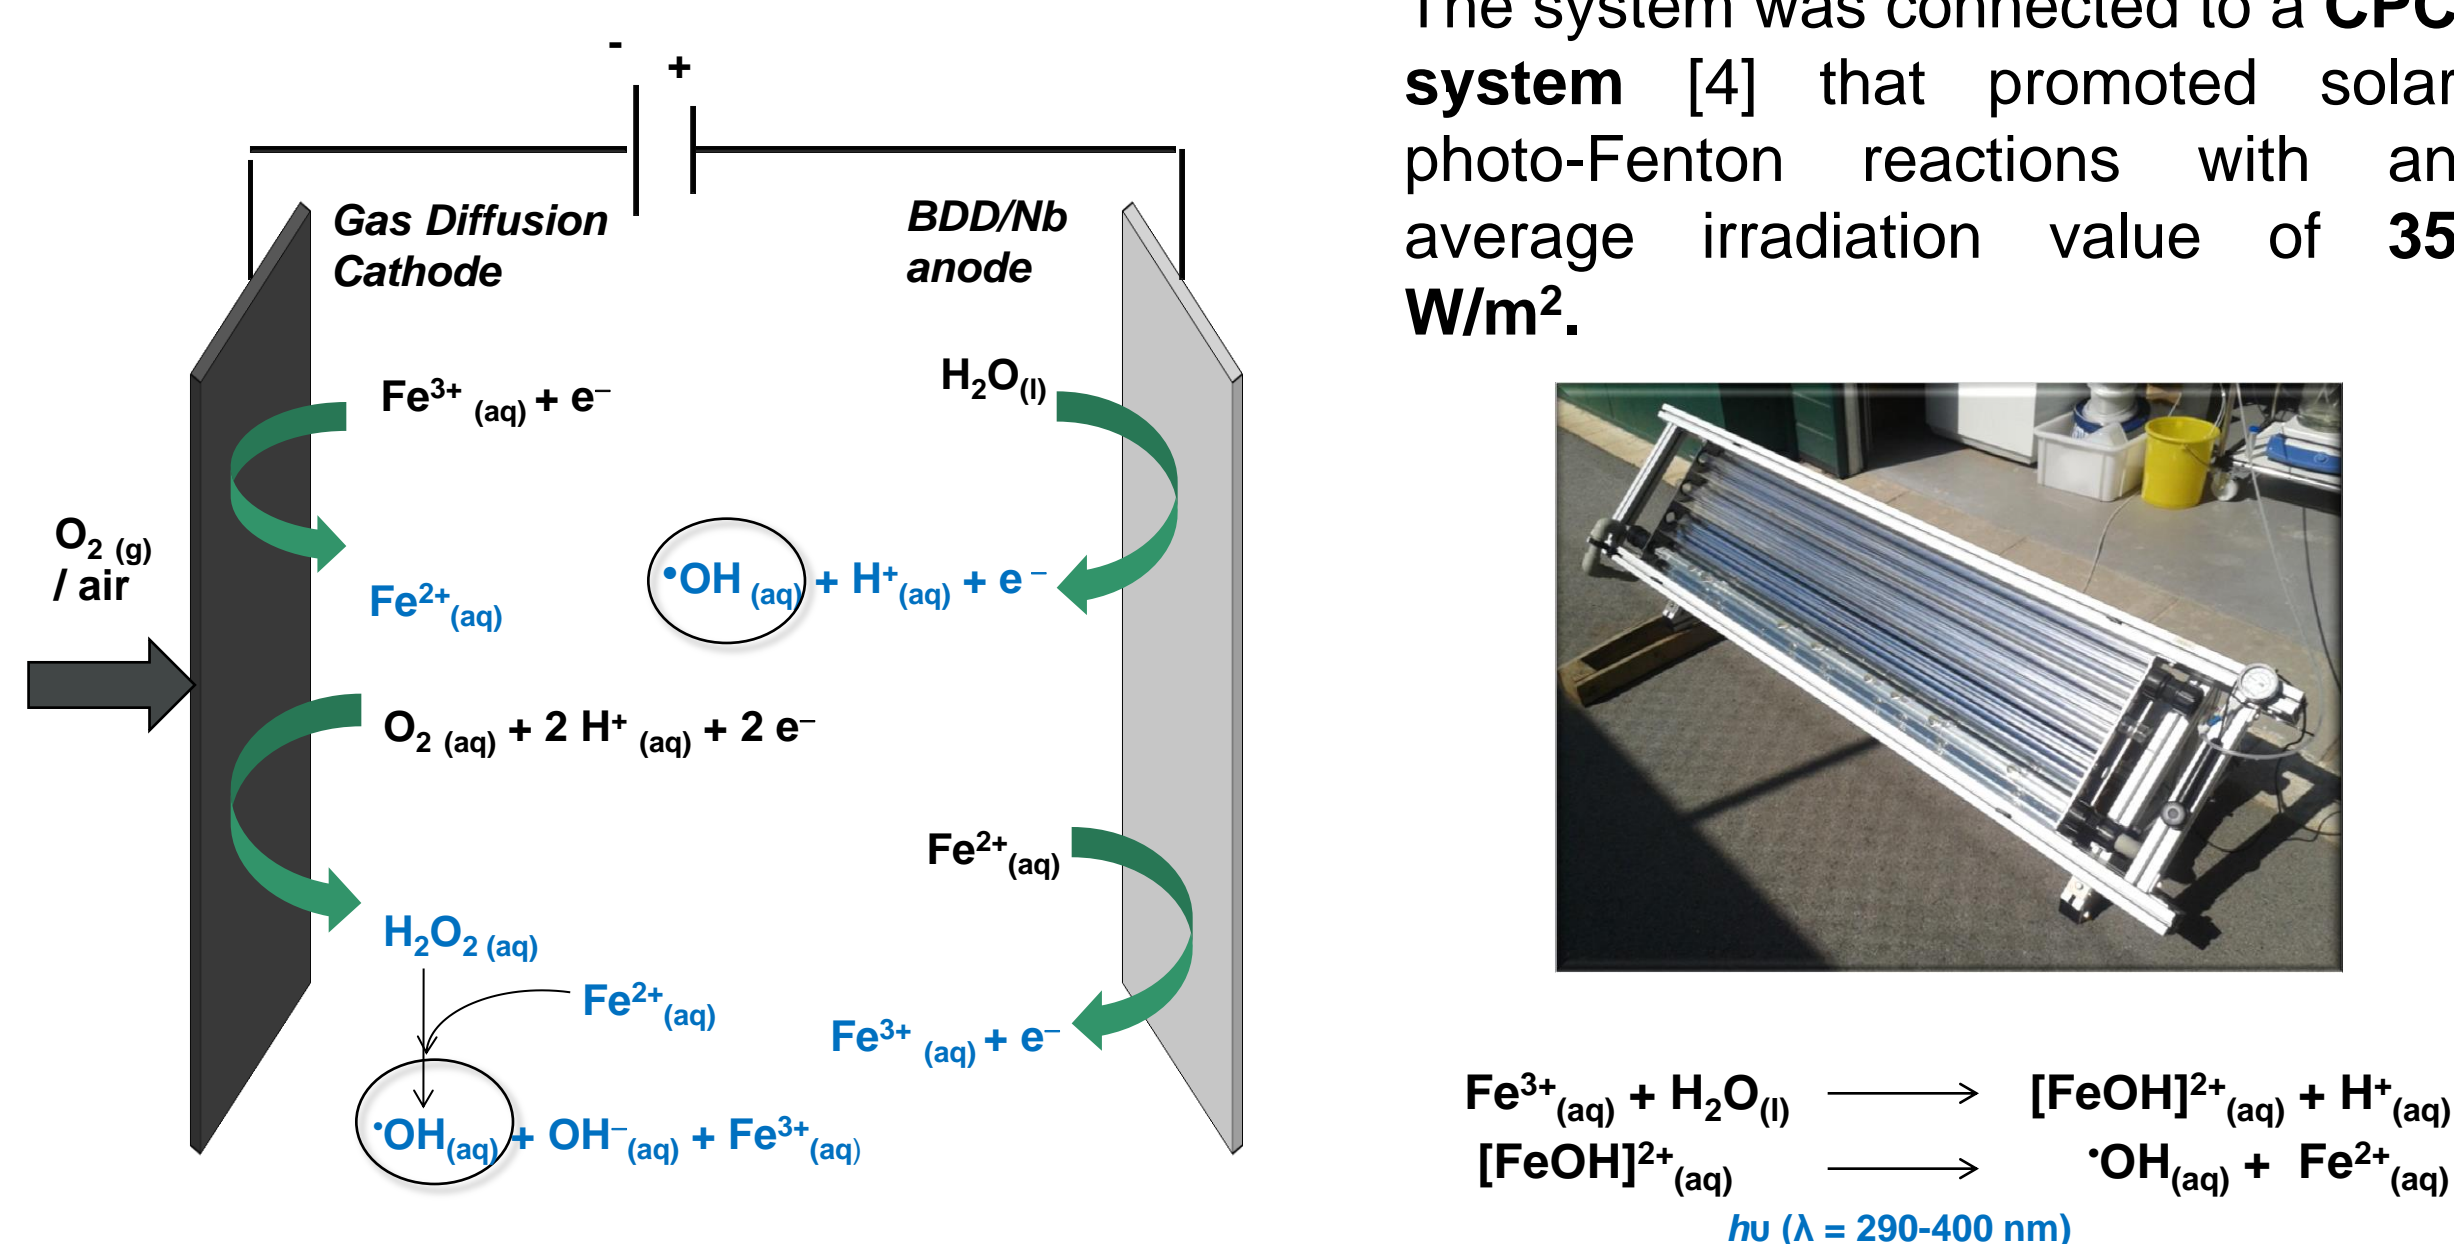 -
+
Gas Diffusion
Cathode
BDD/Nb
anode
Fe³⁺ (aq) + e⁻
H₂O(l)
O₂ (g)
/ air
Fe²⁺(aq)
•OH (aq) + H⁺(aq) + e⁻
O₂ (aq) + 2 H⁺ (aq) + 2 e⁻
Fe²⁺(aq)
H₂O₂ (aq)
Fe²⁺(aq)
Fe³⁺ (aq) + e⁻
•OH(aq) + OH⁻(aq) + Fe³⁺(aq)
The system was connected to a CPC
system [4] that promoted solar
photo-Fenton reactions with an
average irradiation value of 35
W/m².
Fe³⁺(aq) + H₂O(l) ⟶ [FeOH]²⁺(aq) + H⁺(aq)
[FeOH]²⁺(aq) ⟶ •OH(aq) + Fe²⁺(aq)
hυ (λ = 290-400 nm)